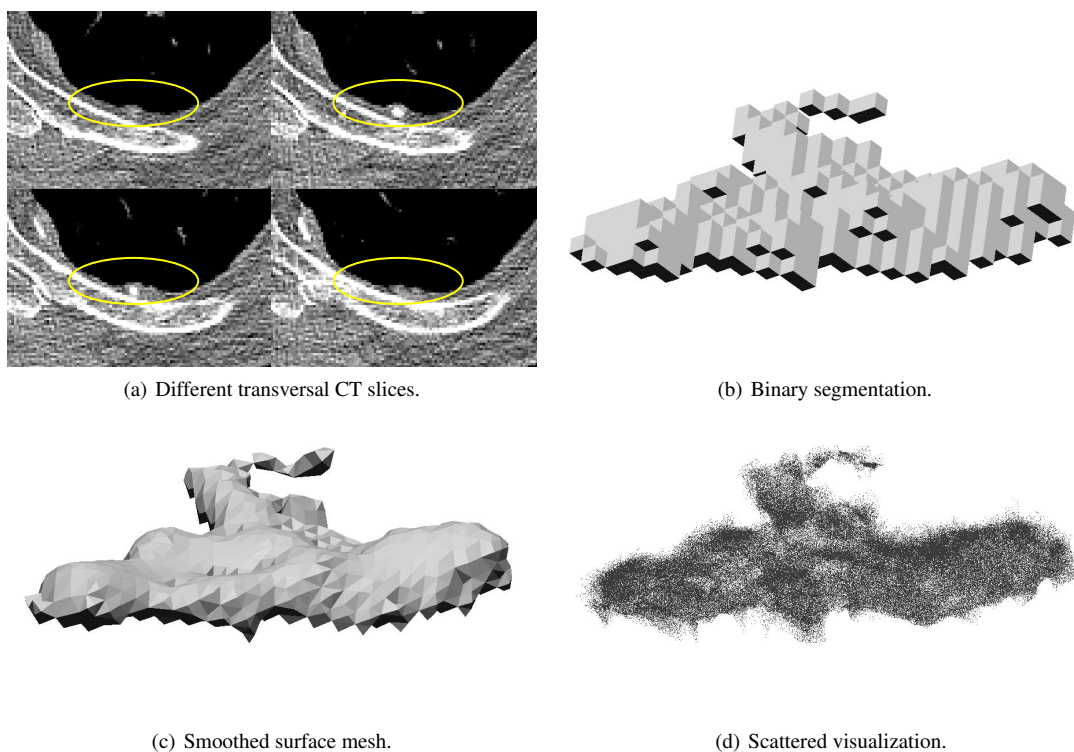 (a) Different transversal CT slices.
(b) Binary segmentation.
(c) Smoothed surface mesh.
(d) Scattered visualization.